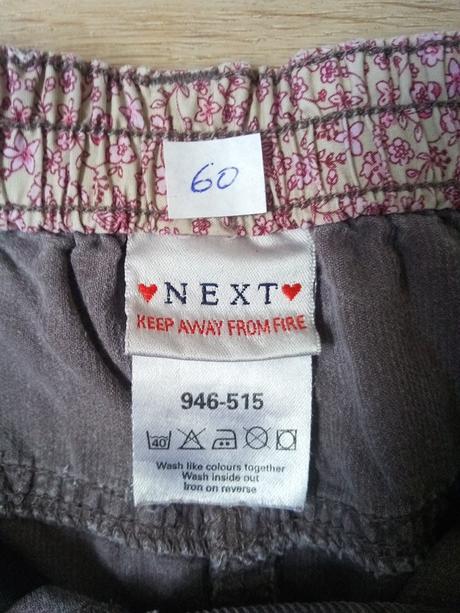 60
NEXT
KEEP AWAY FROM FIRE
946-515
40
Wash like colours together
Wash inside out
Iron on reverse